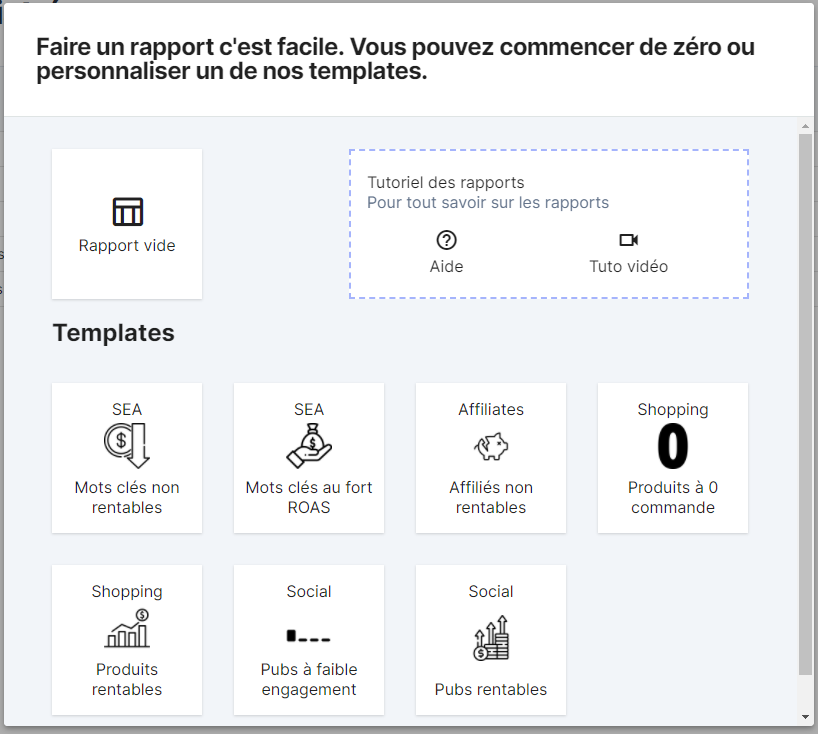 Faire un rapport c'est facile. Vous pouvez commencer de zéro ou
personnaliser un de nos templates.
Rapport vide
Tutoriel des rapports
Pour tout savoir sur les rapports
Aide
Tuto vidéo
Templates
SEA
Mots clés non
rentables
SEA
Mots clés au fort
ROAS
Affiliates
Affiliés non
rentables
Shopping
0
Produits à 0
commande
Shopping
Produits
rentables
Social
Pubs à faible
engagement
Social
Pubs rentables